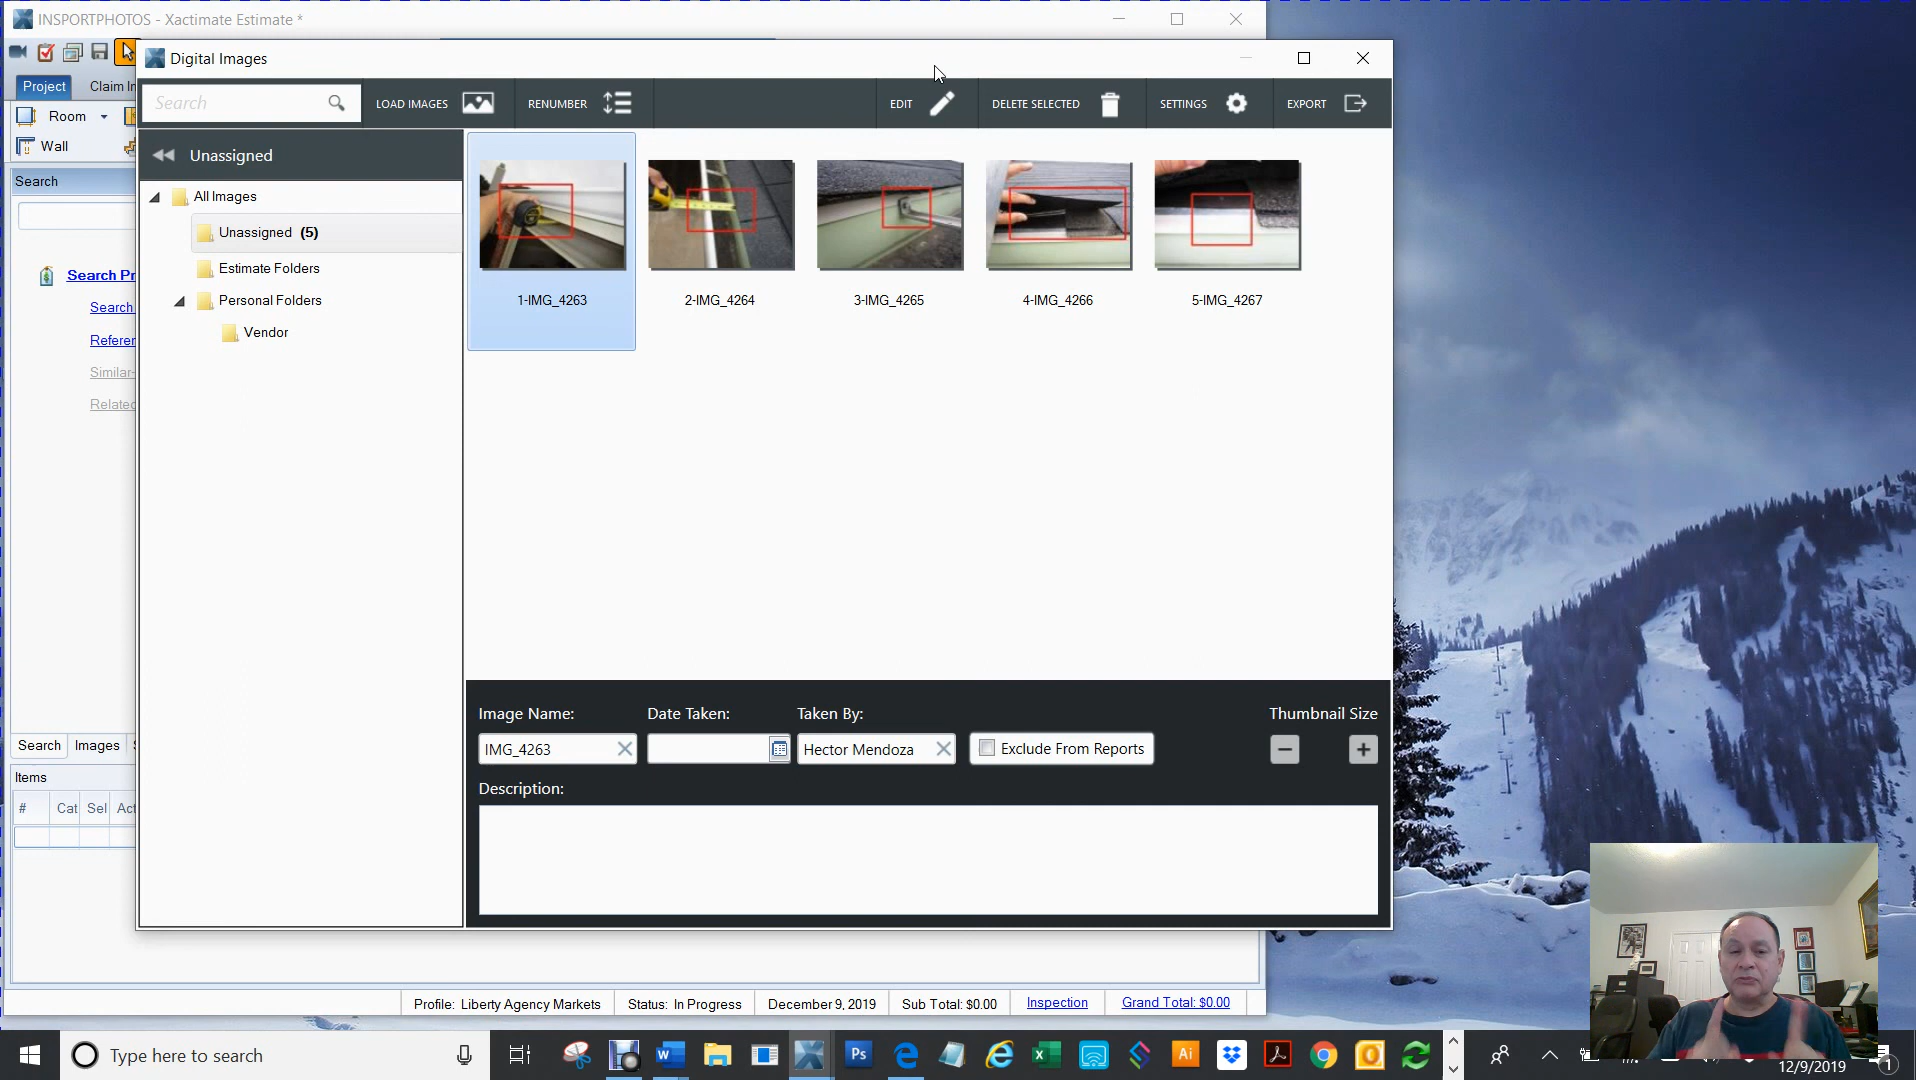 INSPORTPHOTOS - Xactimate Estimate *
Digital Images
Project
Claim In
Search
LOAD IMAGES
RENUMBER
EDIT
DELETE SELECTED
SETTINGS
EXPORT
Room
Wall
Unassigned
Search
All Images
Unassigned (5)
Estimate Folders
Personal Folders
Vendor
Search Pr
Search
Referen
Similar-
Related
1-IMG_4263
2-IMG_4264
3-IMG_4265
4-IMG_4266
5-IMG_4267
Image Name:
Date Taken:
Taken By:
Thumbnail Size
IMG_4263
Hector Mendoza
Exclude From Reports
Description:
Search
Images
Items
#
Cat
Sel
Act
Profile: Liberty Agency Markets
Status: In Progress
December 9, 2019
Sub Total: $0.00
Inspection
Grand Total: $0.00
Type here to search
Ps
Ai
12/9/2019
1